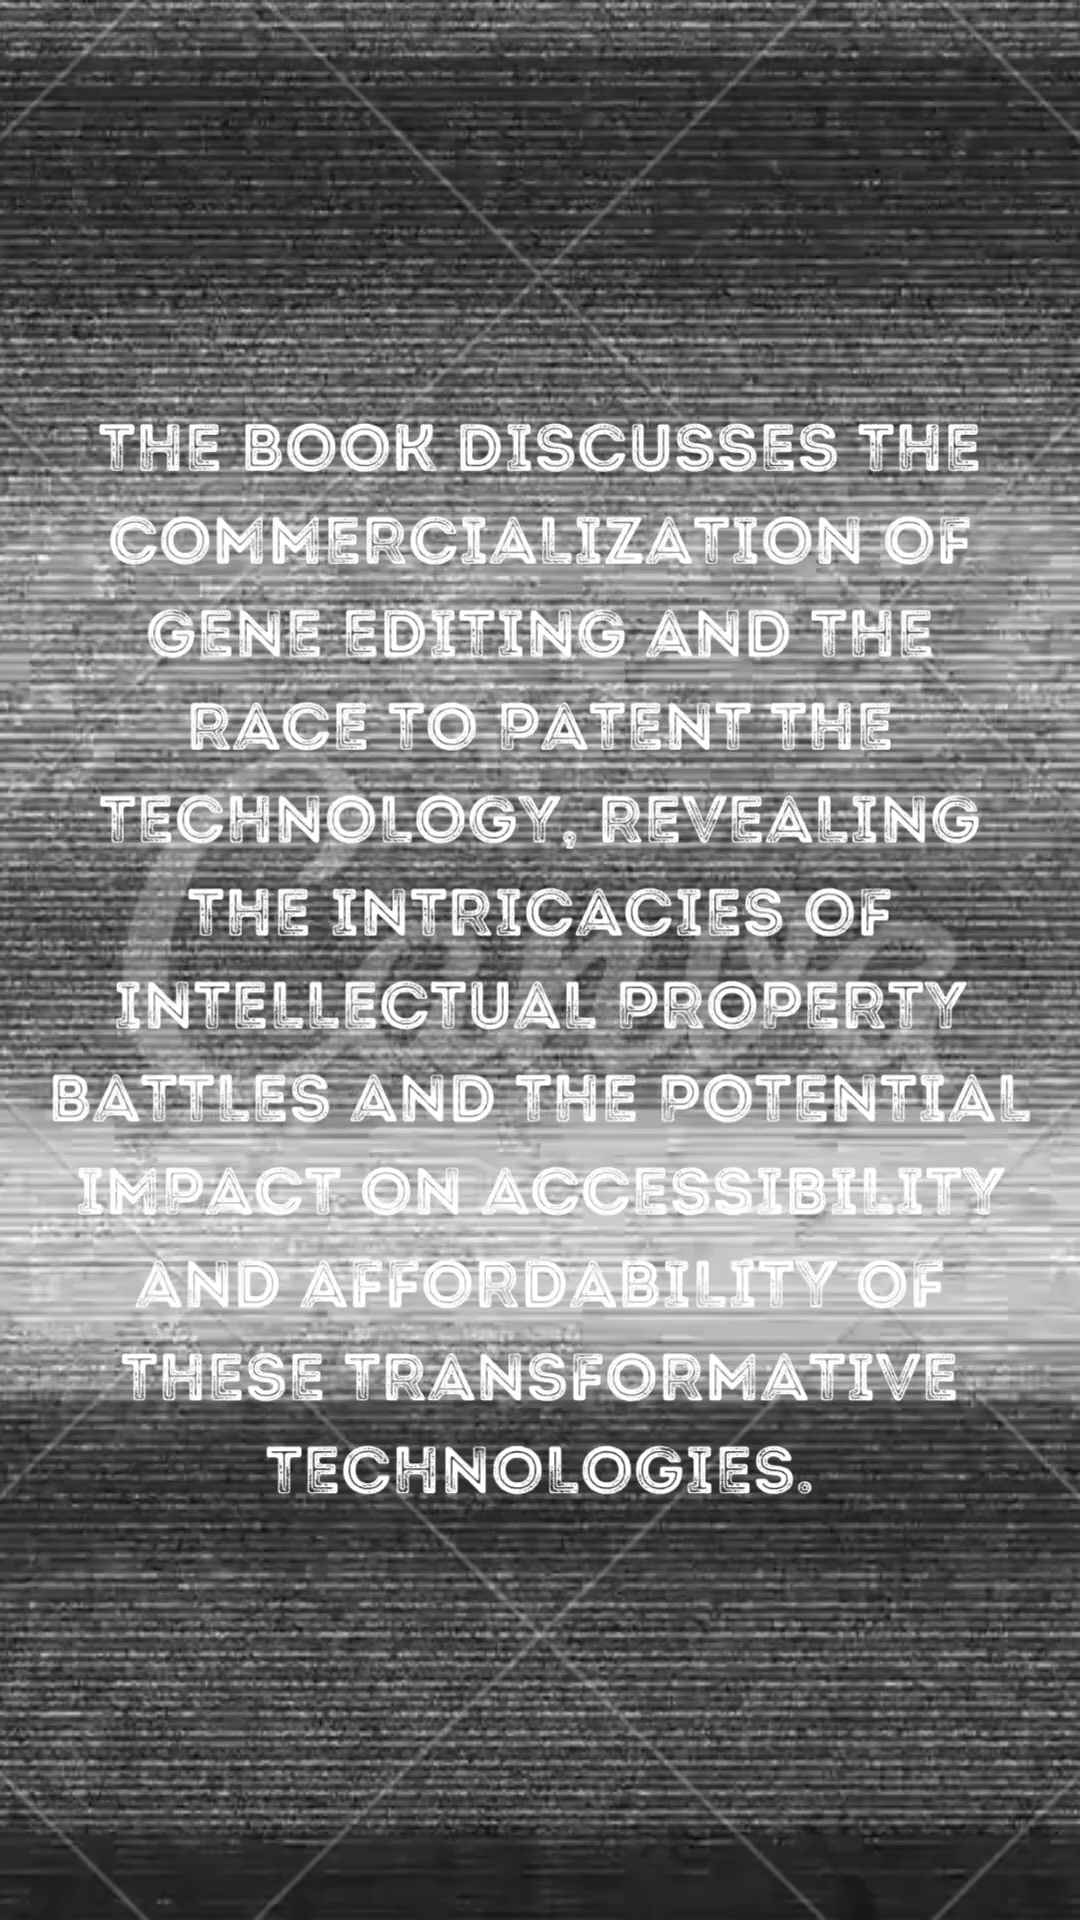 THE BOOK DISCUSSES THE
COMMERCIALIZATION OF
GENE EDITING AND THE
RACE TO PATENT THE
TECHNOLOGY, REVEALING
THE INTRICACIES OF
INTELLECTUAL PROPERTY
BATTLES AND THE POTENTIAL
IMPACT ON ACCESSIBILITY
AND AFFORDABILITY OF
THESE TRANSFORMATIVE
TECHNOLOGIES.
Canva